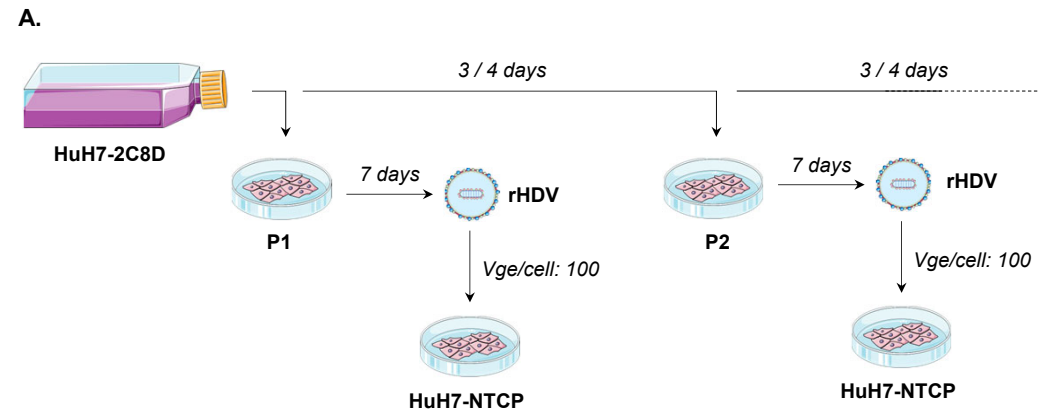 A.
3 / 4 days
3 / 4 days
HuH7-2C8D
7 days
rHDV
7 days
rHDV
P1
P2
Vge/cell: 100
Vge/cell: 100
HuH7-NTCP
HuH7-NTCP